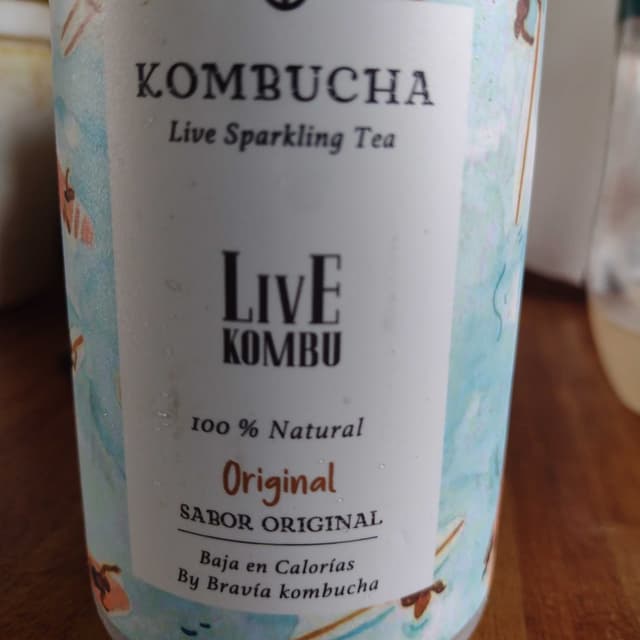 KOMBUCHA
Live Sparkling Tea
LIVE
KOMBU
100 % Natural
Original
SABOR ORIGINAL
Baja en Calorías
By Bravía kombucha